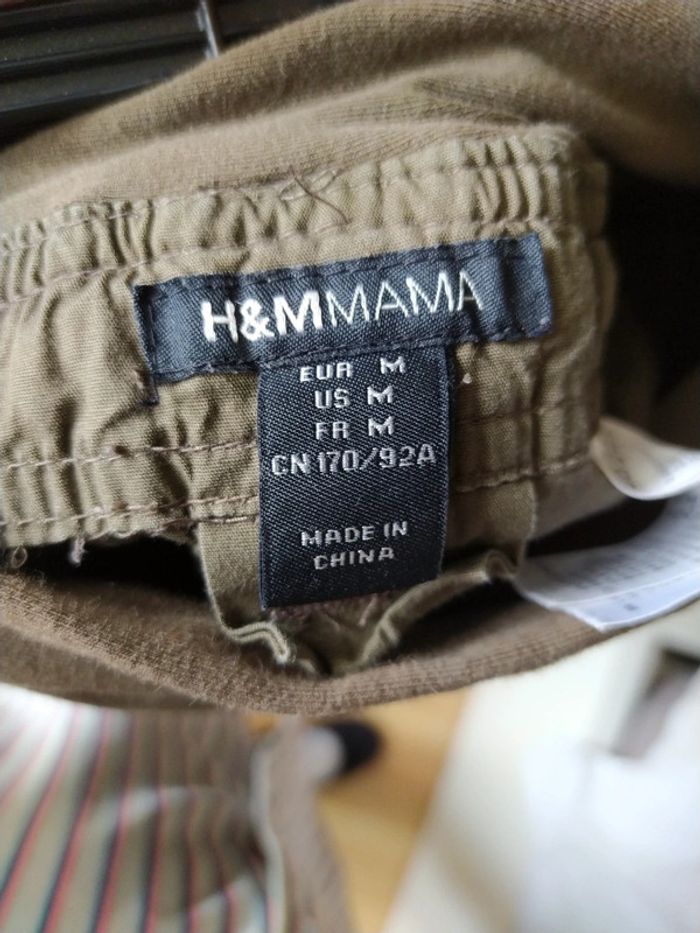 H&MMAMA
EUR M
US M
FR M
CN 170/92A
MADE IN
CHINA